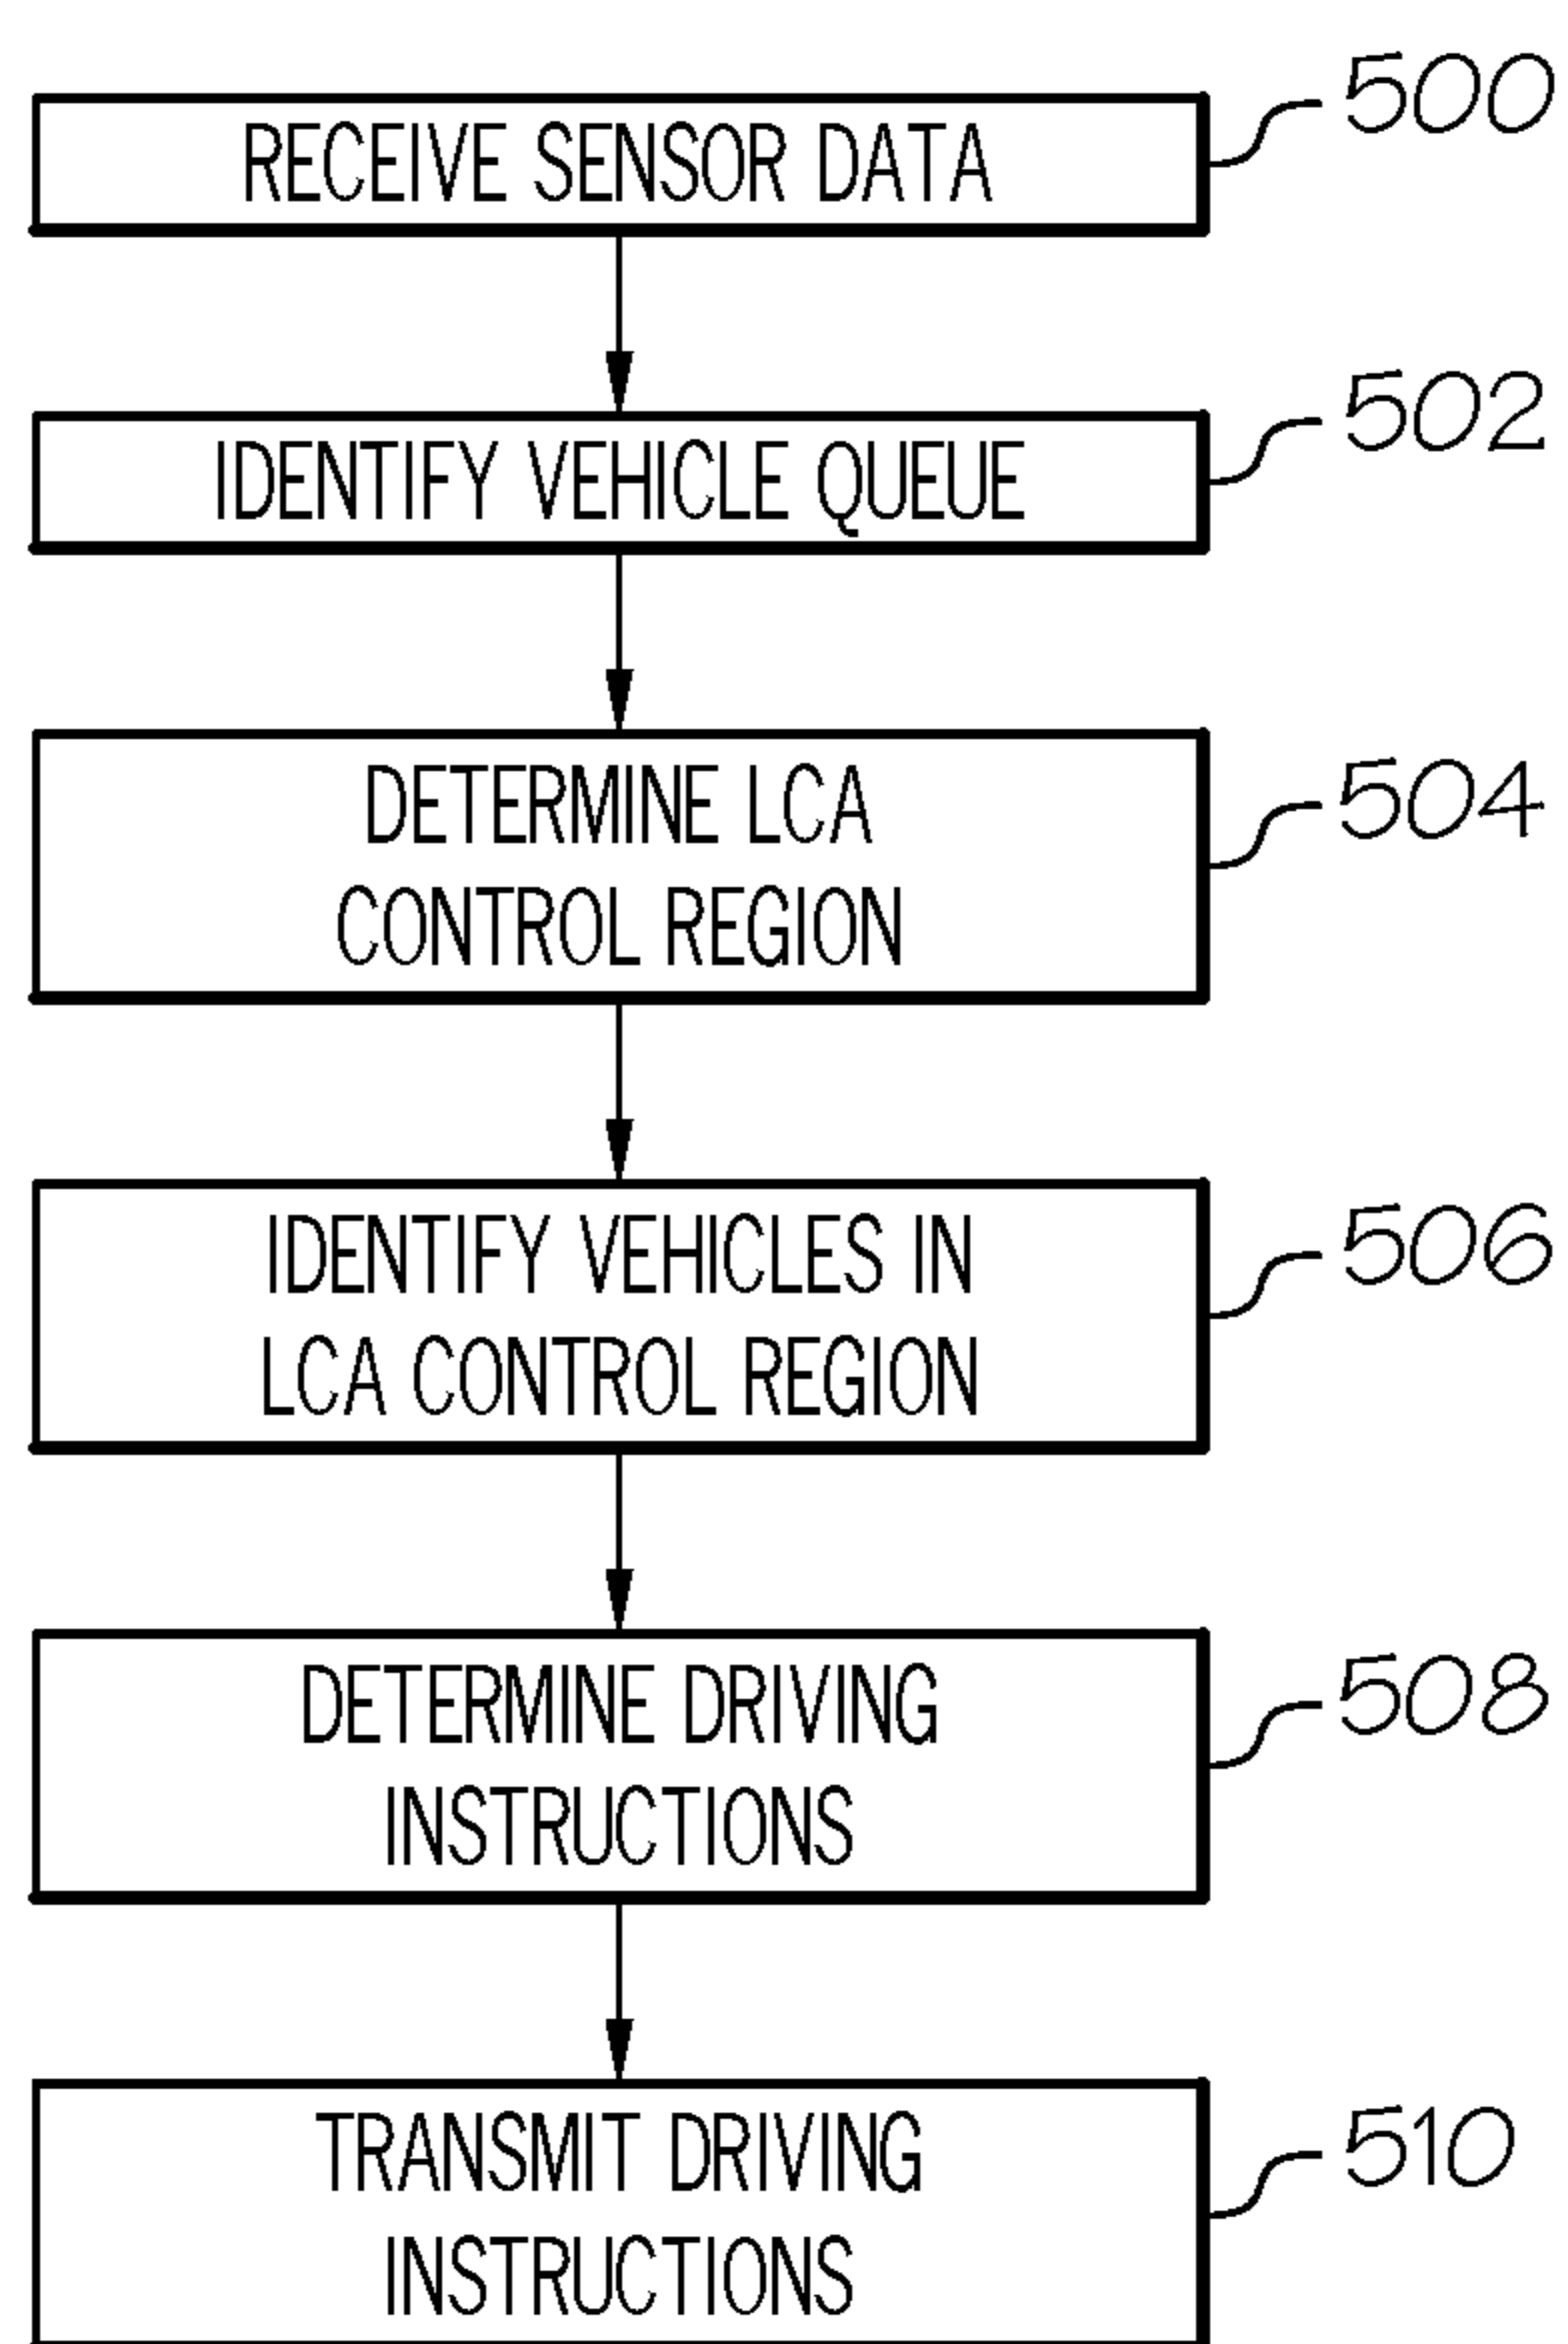 RECEIVE SENSOR DATA
500
IDENTIFY VEHICLE QUEUE
502
DETERMINE LCA
CONTROL REGION
504
IDENTIFY VEHICLES IN
LCA CONTROL REGION
506
DETERMINE DRIVING
INSTRUCTIONS
508
TRANSMIT DRIVING
INSTRUCTIONS
510